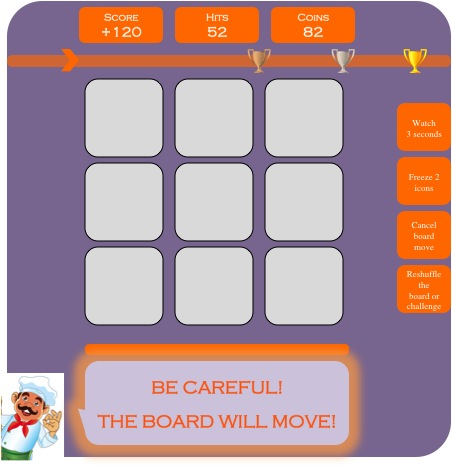 Score
+120
Hits
52
Coins
82
Watch
3 seconds
Freeze 2
icons
Cancel
board
move
Reshuffle
the
board or
challenge
BE CAREFUL!
THE BOARD WILL MOVE!